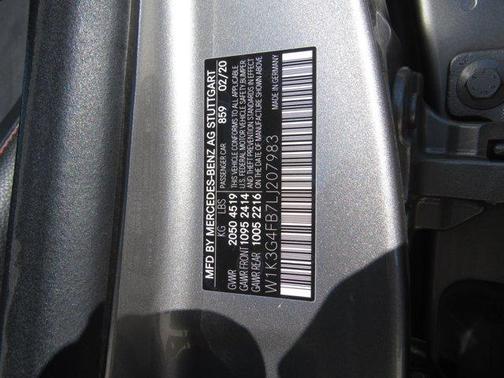 MFD BY MERCEDES-BENZ AG STUTTGART
PASSENGER CAR 859 02/20
KG LBS
GVWR 2050 4519
GAWR FRONT 1095 2414
GAWR REAR 1005 2216
THIS VEHICLE CONFORMS TO ALL APPLICABLE
U.S. FEDERAL MOTOR VEHICLE SAFETY, BUMPER,
AND THEFT PREVENTION STANDARDS IN EFFECT
ON THE DATE OF MANUFACTURE SHOWN ABOVE.
MADE IN GERMANY
W1K3G4FB7LJ207983